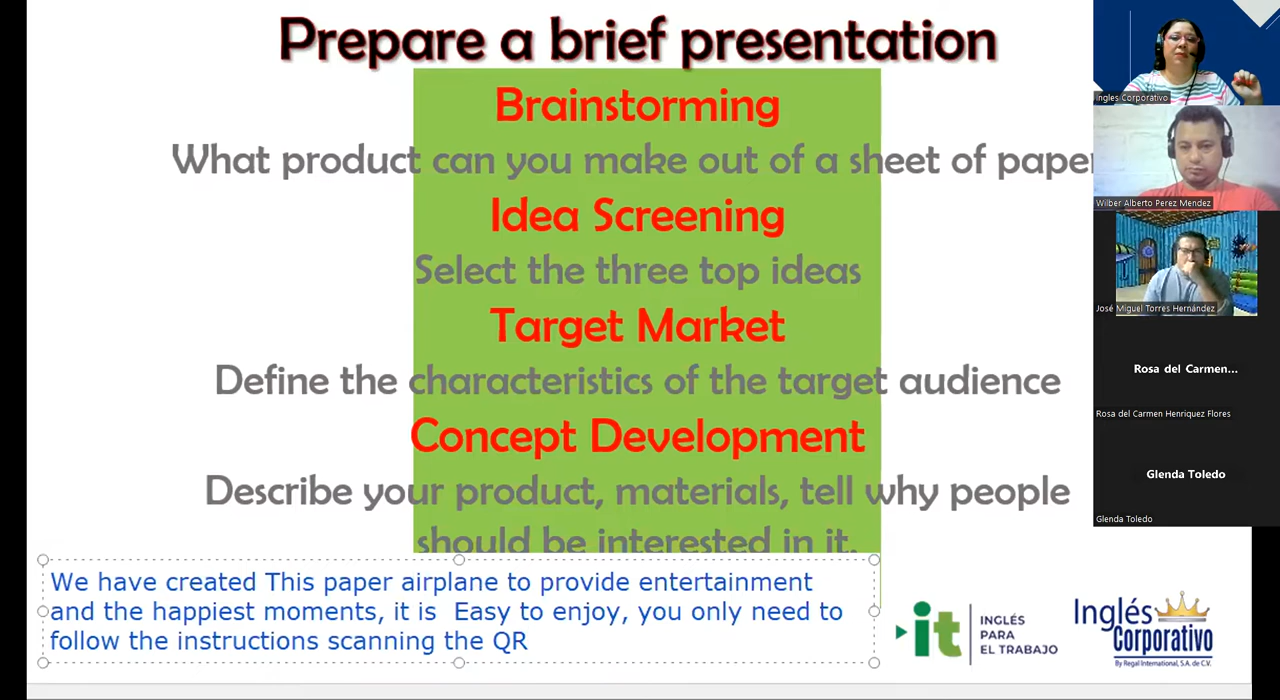 Prepare a brief presentation
Brainstorming
What product can you make out of a sheet of paper
Idea Screening
Select the three top ideas
Target Market
Define the characteristics of the target audience
Concept Development
Describe your product, materials, tell why people
should be interested in it.
We have created This paper airplane to provide entertainment
and the happiest moments, it is  Easy to enjoy, you only need to
follow the instructions scanning the QR
it
INGLÉS
PARA
EL TRABAJO
Inglés
Corporativo
By Regal International, S.A. de C.V.
Ingles Corporativo
Wilber Alberto Perez Mendez
José Miguel Torres Hernández
Rosa del Carmen...
Rosa del Carmen Henriquez Flores
Glenda Toledo
Glenda Toledo